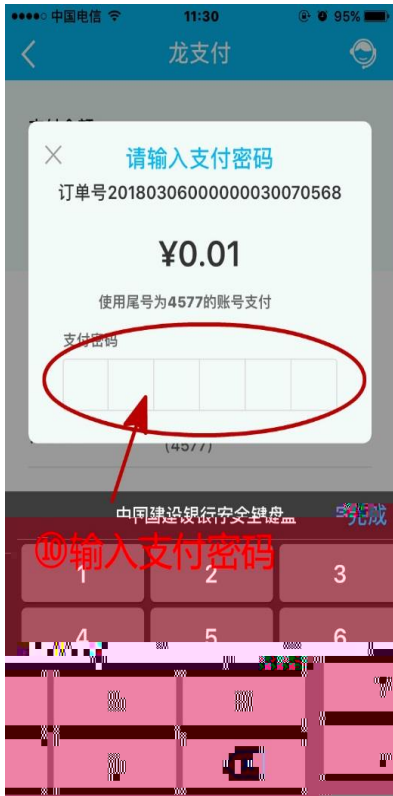 中国电信 11:30 95%
龙支付
请输入支付密码
订单号20180306000000030070568
¥0.01
使用尾号为4577的账号支付
支付密码
(4577)
中国建设银行安全键盘 完成
⑩输入支付密码
1 2 3
4 5 6